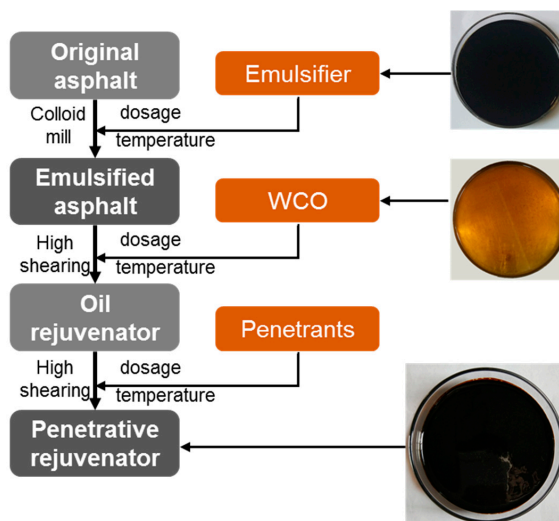 Original
asphalt
Emulsifier
Colloid
mill
dosage
temperature
Emulsified
asphalt
WCO
High
shearing
dosage
temperature
Oil
rejuvenator
Penetrants
High
shearing
dosage
temperature
Penetrative
rejuvenator